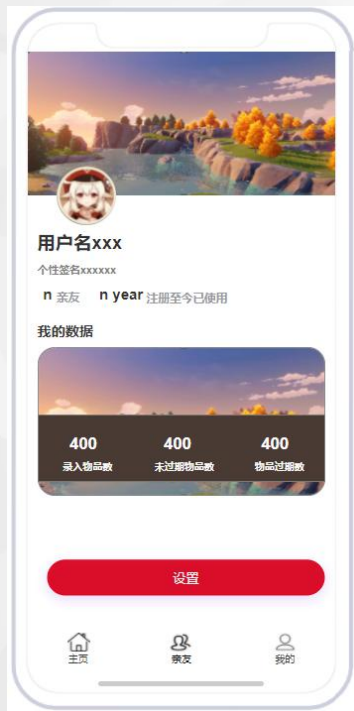 用户名xxx
个性签名xxxxxx
n 亲友 n year 注册至今已使用
我的数据
400 400 400
录入物品数 未过期物品数 物品过期数
设置
主页 亲友 我的